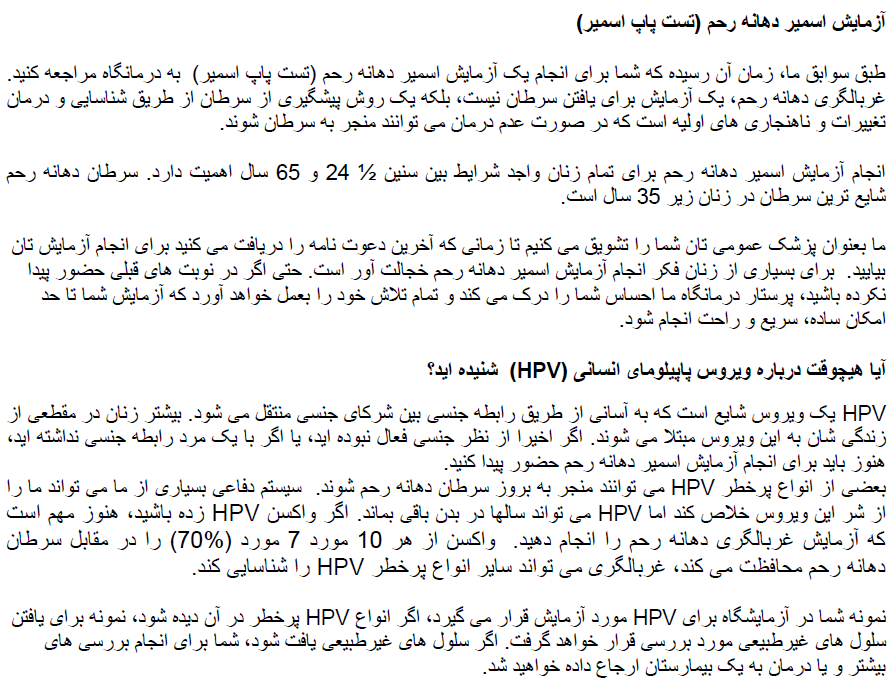 آزمایش اسمیر دهانه رحم (تست پاپ اسمیر)
طبق سوابق ما، زمان آن رسیده که شما برای انجام یک آزمایش اسمیر دهانه رحم (تست پاپ اسمیر) به درمانگاه مراجعه کنید.
غربالگری دهانه رحم، یک آزمایش برای یافتن سرطان نیست، بلکه یک روش پیشگیری از سرطان از طریق شناسایی و درمان
تغییرات و ناهنجاری های اولیه است که در صورت عدم درمان می توانند منجر به سرطان شوند.
انجام آزمایش اسمیر دهانه رحم برای تمام زنان واجد شرایط بین سنین ½ 24 و 65 سال اهمیت دارد. سرطان دهانه رحم
شایع ترین سرطان در زنان زیر 35 سال است.
ما بعنوان پزشک عمومی تان شما را تشویق می کنیم تا زمانی که آخرین دعوت نامه را دریافت می کنید برای انجام آزمایش تان
بیایید. برای بسیاری از زنان فکر انجام آزمایش اسمیر دهانه رحم خجالت آور است. حتی اگر در نوبت های قبلی حضور پیدا
نکرده باشید، پرستار درمانگاه ما احساس شما را درک می کند و تمام تلاش خود را بعمل خواهد آورد که آزمایش شما تا حد
امکان ساده، سریع و راحت انجام شود.
آیا هیچوقت درباره ویروس پاپیلومای انسانی (HPV) شنیده اید؟
HPV یک ویروس شایع است که به آسانی از طریق رابطه جنسی بین شرکای جنسی منتقل می شود. بیشتر زنان در مقطعی از
زندگی شان به این ویروس مبتلا می شوند. اگر اخیرا از نظر جنسی فعال نبوده اید، یا اگر با یک مرد رابطه جنسی نداشته اید،
هنوز باید برای انجام آزمایش اسمیر دهانه رحم حضور پیدا کنید.
بعضی از انواع پرخطر HPV می توانند منجر به بروز سرطان دهانه رحم شوند. سیستم دفاعی بسیاری از ما می تواند ما را
از شر این ویروس خلاص کند اما HPV می تواند سالها در بدن باقی بماند. اگر واکسن HPV زده باشید، هنوز مهم است
که آزمایش غربالگری دهانه رحم را انجام دهید. واکسن از هر 10 مورد 7 مورد (70%) را در مقابل سرطان
دهانه رحم محافظت می کند، غربالگری می تواند سایر انواع پرخطر HPV را شناسایی کند.
نمونه شما در آزمایشگاه برای HPV مورد آزمایش قرار می گیرد، اگر انواع HPV پرخطر در آن دیده شود، نمونه برای یافتن
سلول های غیرطبیعی مورد بررسی قرار خواهد گرفت. اگر سلول های غیرطبیعی یافت شود، شما برای انجام بررسی های
بیشتر و یا درمان به یک بیمارستان ارجاع داده خواهید شد.